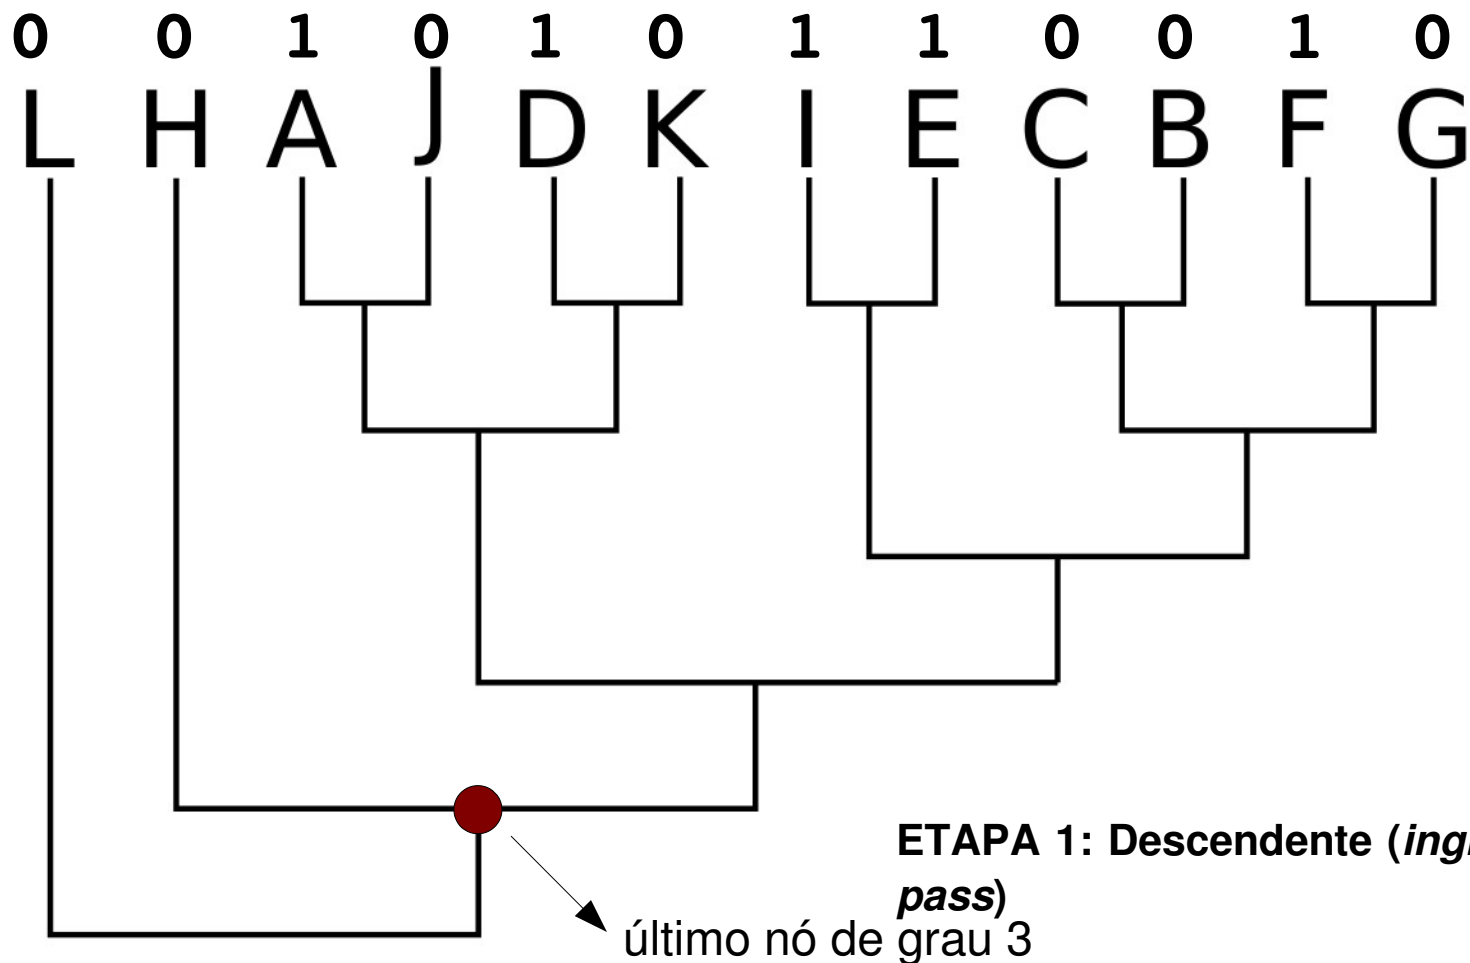 0 0 1 0 1 0 1 1 0 0 1 0
L H A J D K I E C B F G
ETAPA 1: Descendente (
pass)
último nó de grau 3